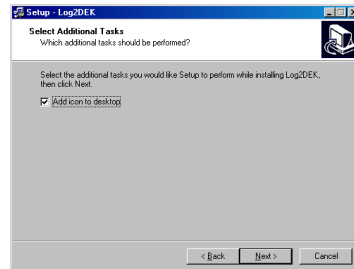 Setup - Log2DEK
Select Additional Tasks
Which additional tasks should be performed?
Select the additional tasks you would like Setup to perform while installing Log2DEK,
then click Next.
Add icon to desktop
< Back
Next >
Cancel